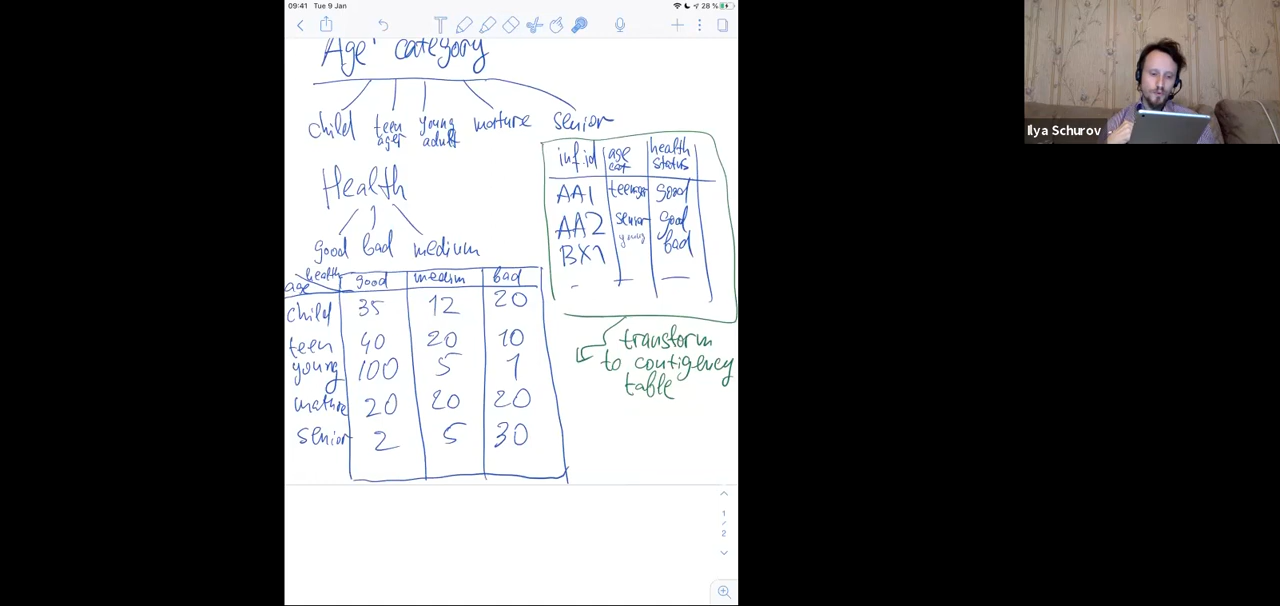 09:41 Tue 9 Jan
28 %
Age category
child teen ager young adult mature senior
Health
good bad medium
inf.id age cat health status
AA1 teenager good
AA2 senior good
BX1 young bad
health
age good medium bad
child 35 12 20
teen 40 20 10
young 100 5 1
mature 20 20 20
senior 2 5 30
transform
to contigency
table
1
/
2
Ilya Schurov